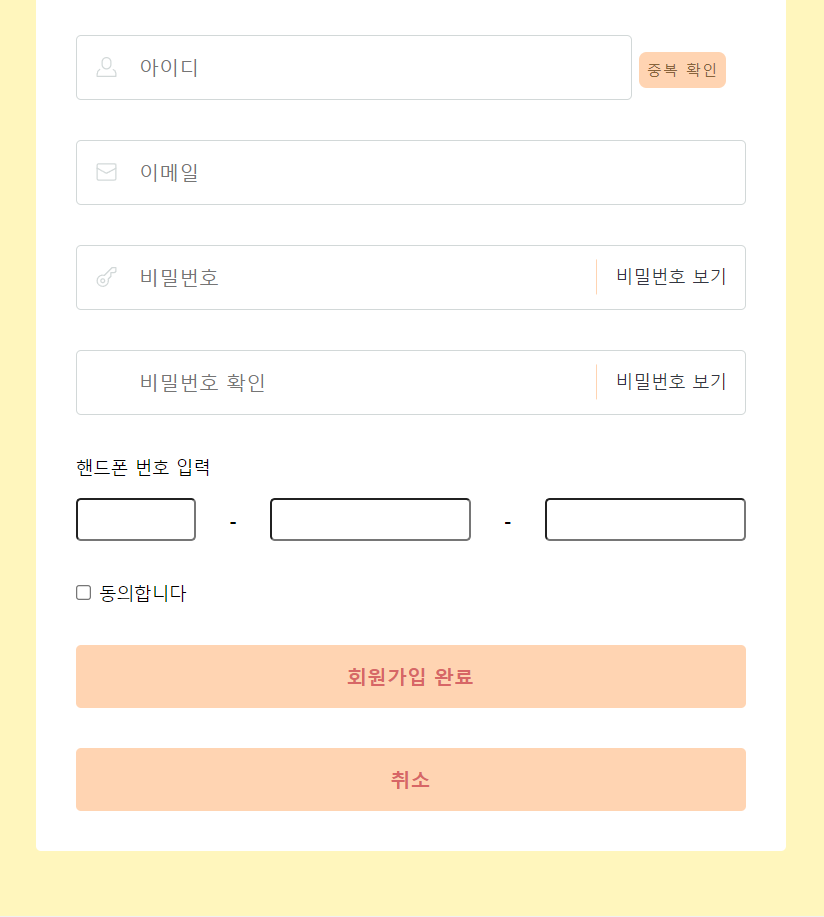 아이디 중복 확인
이메일
비밀번호 비밀번호 보기
비밀번호 확인 비밀번호 보기
핸드폰 번호 입력
- -
동의합니다
회원가입 완료
취소